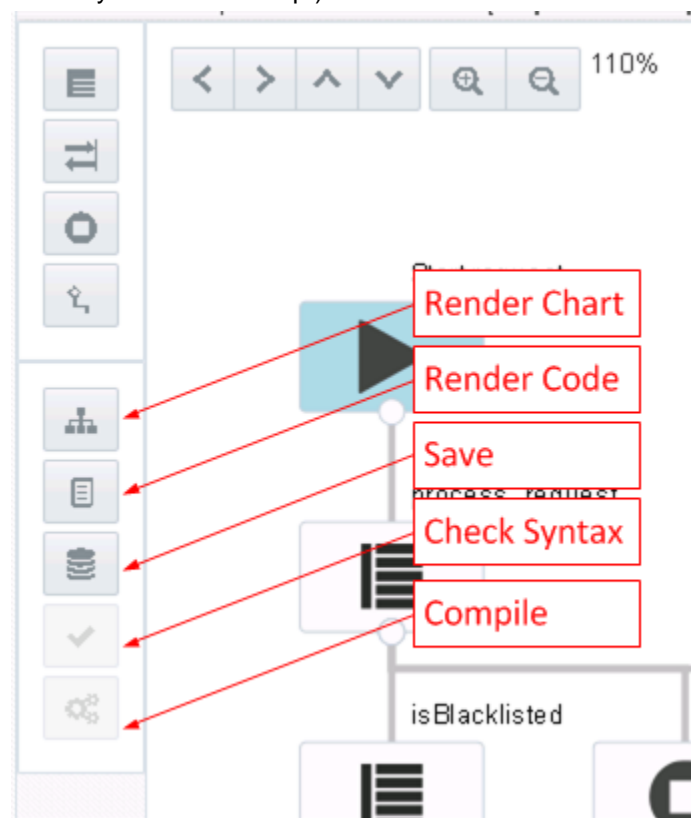 110%
Render Chart
Render Code
Save
process_request
Check Syntax
Compile
isBlacklisted